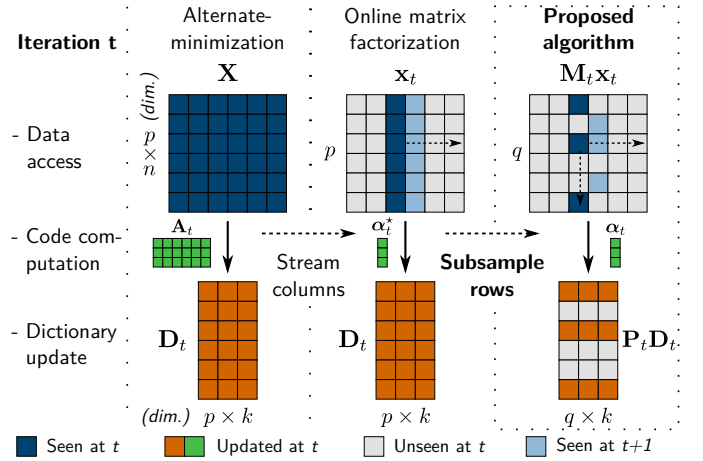 Iteration t
Alternate-
minimization
Online matrix
factorization
Proposed
algorithm
X
x_t
M_t x_t
- Data
access
p × n (dim.)
p
q
- Code com-
putation
A_t
α_t^⋆
α_t
Stream
columns
Subsample
rows
- Dictionary
update
D_t
D_t
P_t D_t
(dim.) p × k
p × k
q × k
Seen at t
Updated at t
Unseen at t
Seen at t+1